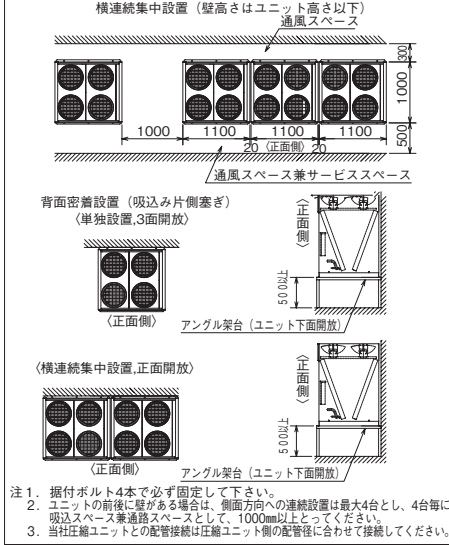 横連続集中設置（壁高さはユニット高さ以下）
通風スペース
300
1000
500
1000
1100
1100
1100
20
〈正面側〉
20
通風スペース兼サービススペース
背面密着設置（吸込み片側塞ぎ）
〈単独設置,3面開放〉
〈正面側〉
〈正面側〉
500以上
アングル架台（ユニット下面開放）
〈横連続集中設置,正面開放〉
〈正面側〉
〈正面側〉
500以上
アングル架台（ユニット下面開放）
注1．据付ボルト4本で必ず固定して下さい。
2．ユニットの前後に壁がある場合は、側面方向への連続設置は最大4台とし、4台毎に
吸込スペース兼通路スペースとして、1000mm以上とってください。
3．当社圧縮ユニットとの配管接続は圧縮ユニット側の配管径に合わせて接続してください。